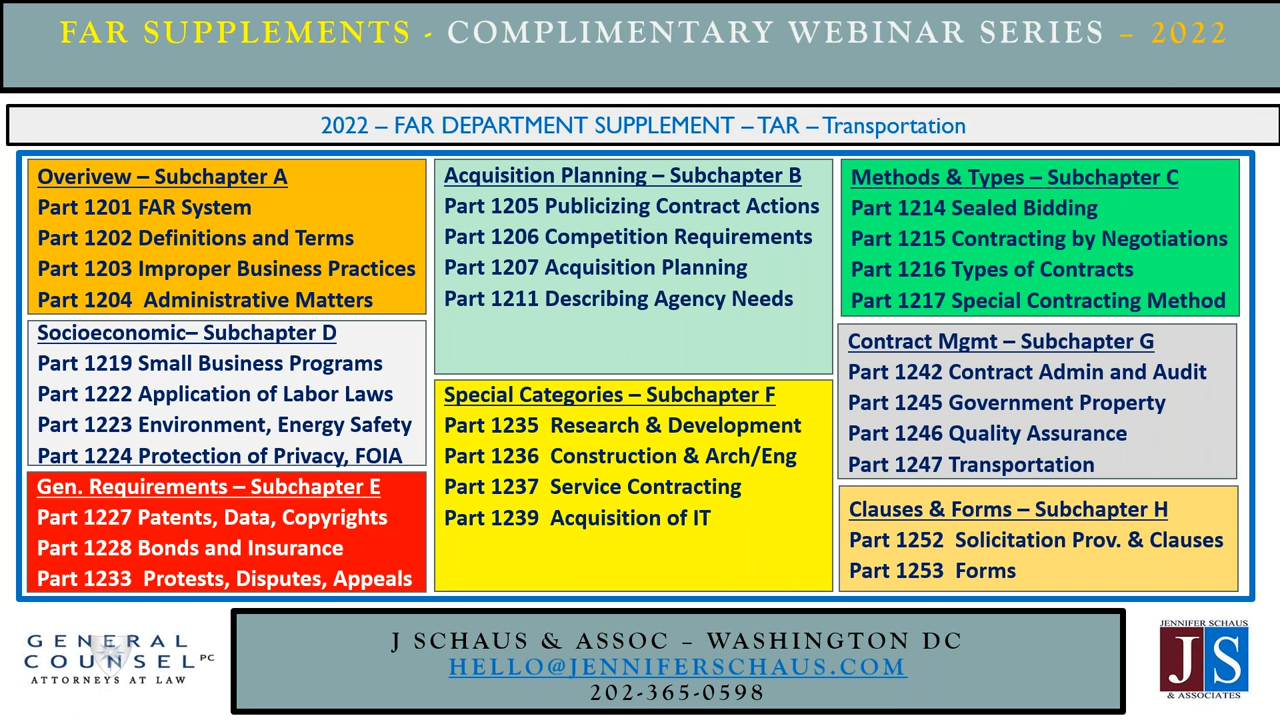 FAR SUPPLEMENTS - COMPLIMENTARY WEBINAR SERIES – 2022
2022 – FAR DEPARTMENT SUPPLEMENT – TAR – Transportation
Overivew – Subchapter A
Part 1201 FAR System
Part 1202 Definitions and Terms
Part 1203 Improper Business Practices
Part 1204 Administrative Matters
Socioeconomic– Subchapter D
Part 1219 Small Business Programs
Part 1222 Application of Labor Laws
Part 1223 Environment, Energy Safety
Part 1224 Protection of Privacy, FOIA
Gen. Requirements – Subchapter E
Part 1227 Patents, Data, Copyrights
Part 1228 Bonds and Insurance
Part 1233 Protests, Disputes, Appeals
Acquisition Planning – Subchapter B
Part 1205 Publicizing Contract Actions
Part 1206 Competition Requirements
Part 1207 Acquisition Planning
Part 1211 Describing Agency Needs
Special Categories – Subchapter F
Part 1235 Research & Development
Part 1236 Construction & Arch/Eng
Part 1237 Service Contracting
Part 1239 Acquisition of IT
Methods & Types – Subchapter C
Part 1214 Sealed Bidding
Part 1215 Contracting by Negotiations
Part 1216 Types of Contracts
Part 1217 Special Contracting Method
Contract Mgmt – Subchapter G
Part 1242 Contract Admin and Audit
Part 1245 Government Property
Part 1246 Quality Assurance
Part 1247 Transportation
Clauses & Forms – Subchapter H
Part 1252 Solicitation Prov. & Clauses
Part 1253 Forms
GENERAL
COUNSEL PC
ATTORNEYS AT LAW
J SCHAUS & ASSOC – WASHINGTON DC
HELLO@JENNIFERSCHAUS.COM
202-365-0598
JENNIFER SCHAUS
J S
& ASSOCIATES